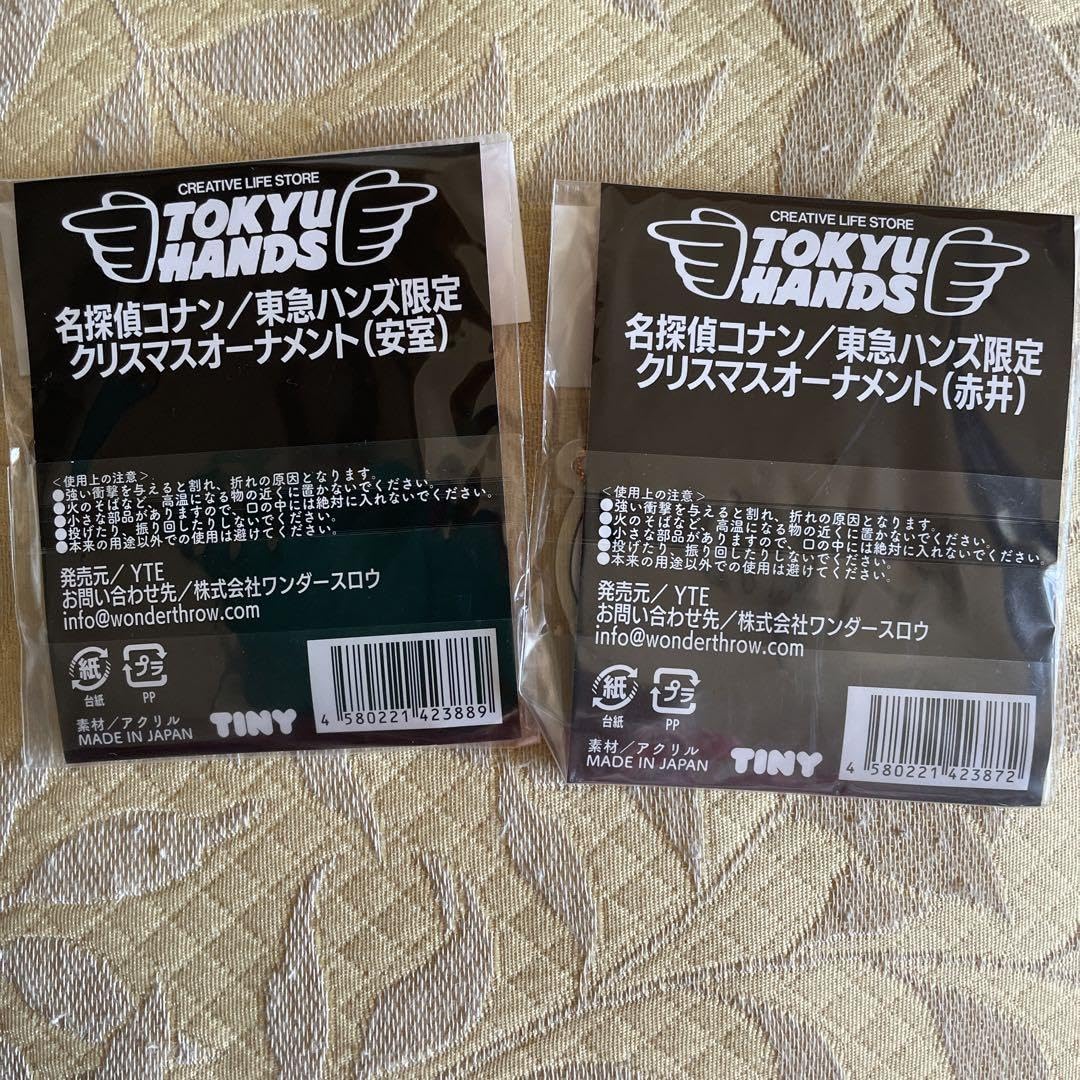 CREATIVE LIFE STORE
TOKYU
HANDS
名探偵コナン/東急ハンズ限定
クリスマスオーナメント(安室)
<使用上の注意>
●強い衝撃を与えると割れ、折れの原因となります。
●火のそばなど、高温になる物の近くに置かないでください。
●小さな部品がありますので、口の中には絶対に入れないでください。
●投げたり、振り回したりしないでください。
●本来の用途以外での使用は避けてください。
発売元/YTE
お問い合わせ先/株式会社ワンダースロウ
info@wonderthrow.com
紙
台紙
プラ
PP
素材/アクリル
MADE IN JAPAN
TINY
4 580221 423889
CREATIVE LIFE STORE
TOKYU
HANDS
名探偵コナン/東急ハンズ限定
クリスマスオーナメント(赤井)
<使用上の注意>
●強い衝撃を与えると割れ、折れの原因となります。
●火のそばなど、高温になる物の近くに置かないでください。
●小さな部品がありますので、口の中には絶対に入れないでください。
●投げたり、振り回したりしないでください。
●本来の用途以外での使用は避けてください。
発売元/YTE
お問い合わせ先/株式会社ワンダースロウ
info@wonderthrow.com
紙
台紙
プラ
PP
素材/アクリル
MADE IN JAPAN
TINY
4 580221 423872